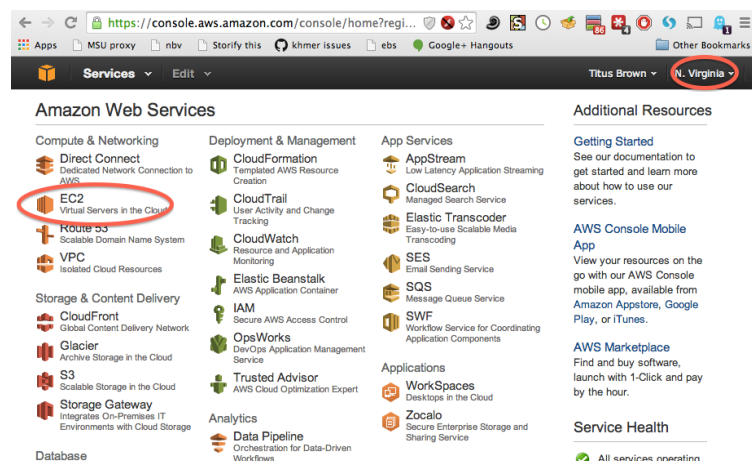 https://console.aws.amazon.com/console/home?regi...
86
4
1
Apps MSU proxy nbv Storify this khmer issues ebs Google+ Hangouts Other Bookmarks
Services Edit Titus Brown N. Virginia
Amazon Web Services
Compute & Networking
Direct Connect
Dedicated Network Connection to
AWS
EC2
Virtual Servers in the Cloud
Route 53
Scalable Domain Name System
VPC
Isolated Cloud Resources
Storage & Content Delivery
CloudFront
Global Content Delivery Network
Glacier
Archive Storage in the Cloud
S3
Scalable Storage in the Cloud
Storage Gateway
Integrates On-Premises IT
Environments with Cloud Storage
Database
Deployment & Management
CloudFormation
Templated AWS Resource
Creation
CloudTrail
User Activity and Change
Tracking
CloudWatch
Resource and Application
Monitoring
Elastic Beanstalk
AWS Application Container
IAM
Secure AWS Access Control
OpsWorks
DevOps Application Management
Service
Trusted Advisor
AWS Cloud Optimization Expert
Analytics
Data Pipeline
Orchestration for Data-Driven
Workflows
App Services
AppStream
Low Latency Application Streaming
CloudSearch
Managed Search Service
Elastic Transcoder
Easy-to-use Scalable Media
Transcoding
SES
Email Sending Service
SQS
Message Queue Service
SWF
Workflow Service for Coordinating
Application Components
Applications
WorkSpaces
Desktops in the Cloud
Zocalo
Secure Enterprise Storage and
Sharing Service
Additional Resources
Getting Started
See our documentation to
get started and learn more
about how to use our
services.
AWS Console Mobile
App
View your resources on the
go with our AWS Console
mobile app, available from
Amazon Appstore, Google
Play, or iTunes.
AWS Marketplace
Find and buy software,
launch with 1-Click and pay
by the hour.
Service Health
All services operating